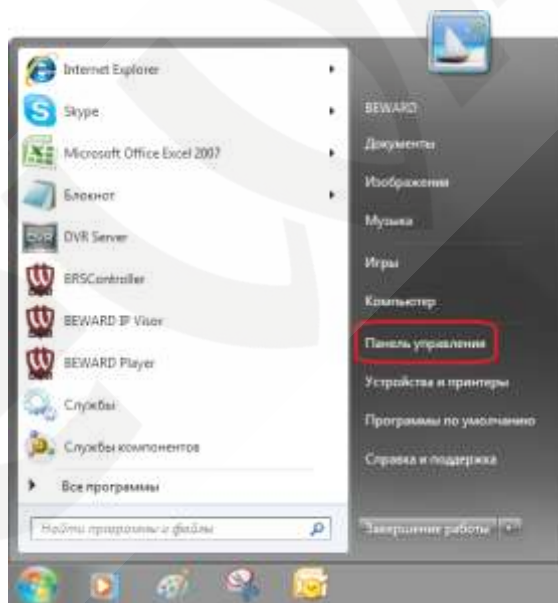 Internet Explorer
Skype
Microsoft Office Excel 2007
Блокнот
DVR Server
BRSController
BEWARD IP Visor
BEWARD Player
Службы
Службы компонентов
Все программы
Найти программы и файлы
BEWARD
Документы
Изображения
Музыка
Игры
Компьютер
Панель управления
Устройства и принтеры
Программы по умолчанию
Справка и поддержка
Завершение работы